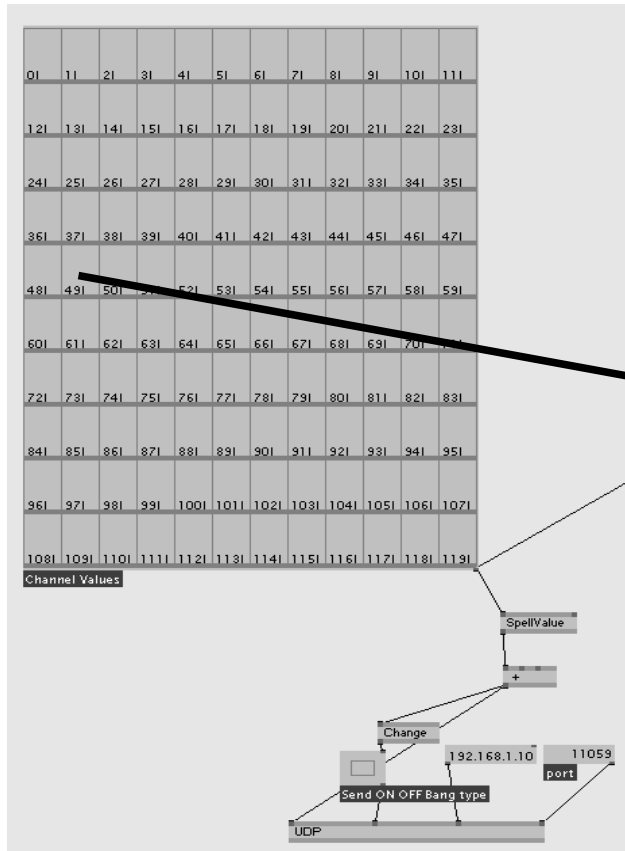 0| 1| 2| 3| 4| 5| 6| 7| 8| 9| 10| 11|
12| 13| 14| 15| 16| 17| 18| 19| 20| 21| 22| 23|
24| 25| 26| 27| 28| 29| 30| 31| 32| 33| 34| 35|
36| 37| 38| 39| 40| 41| 42| 43| 44| 45| 46| 47|
48| 49| 50| 52| 53| 54| 55| 56| 57| 58| 59|
60| 61| 62| 63| 64| 65| 66| 67| 68| 69| 70|
72| 73| 74| 75| 76| 77| 78| 79| 80| 81| 82| 83|
84| 85| 86| 87| 88| 89| 90| 91| 92| 93| 94| 95|
96| 97| 98| 99| 100| 101| 102| 103| 104| 105| 106| 107|
108| 109| 110| 111| 112| 113| 114| 115| 116| 117| 118| 119|
Channel Values
SpellValue
+
Change
192.168.1.10 11059
port
Send ON OFF Bang type
UDP